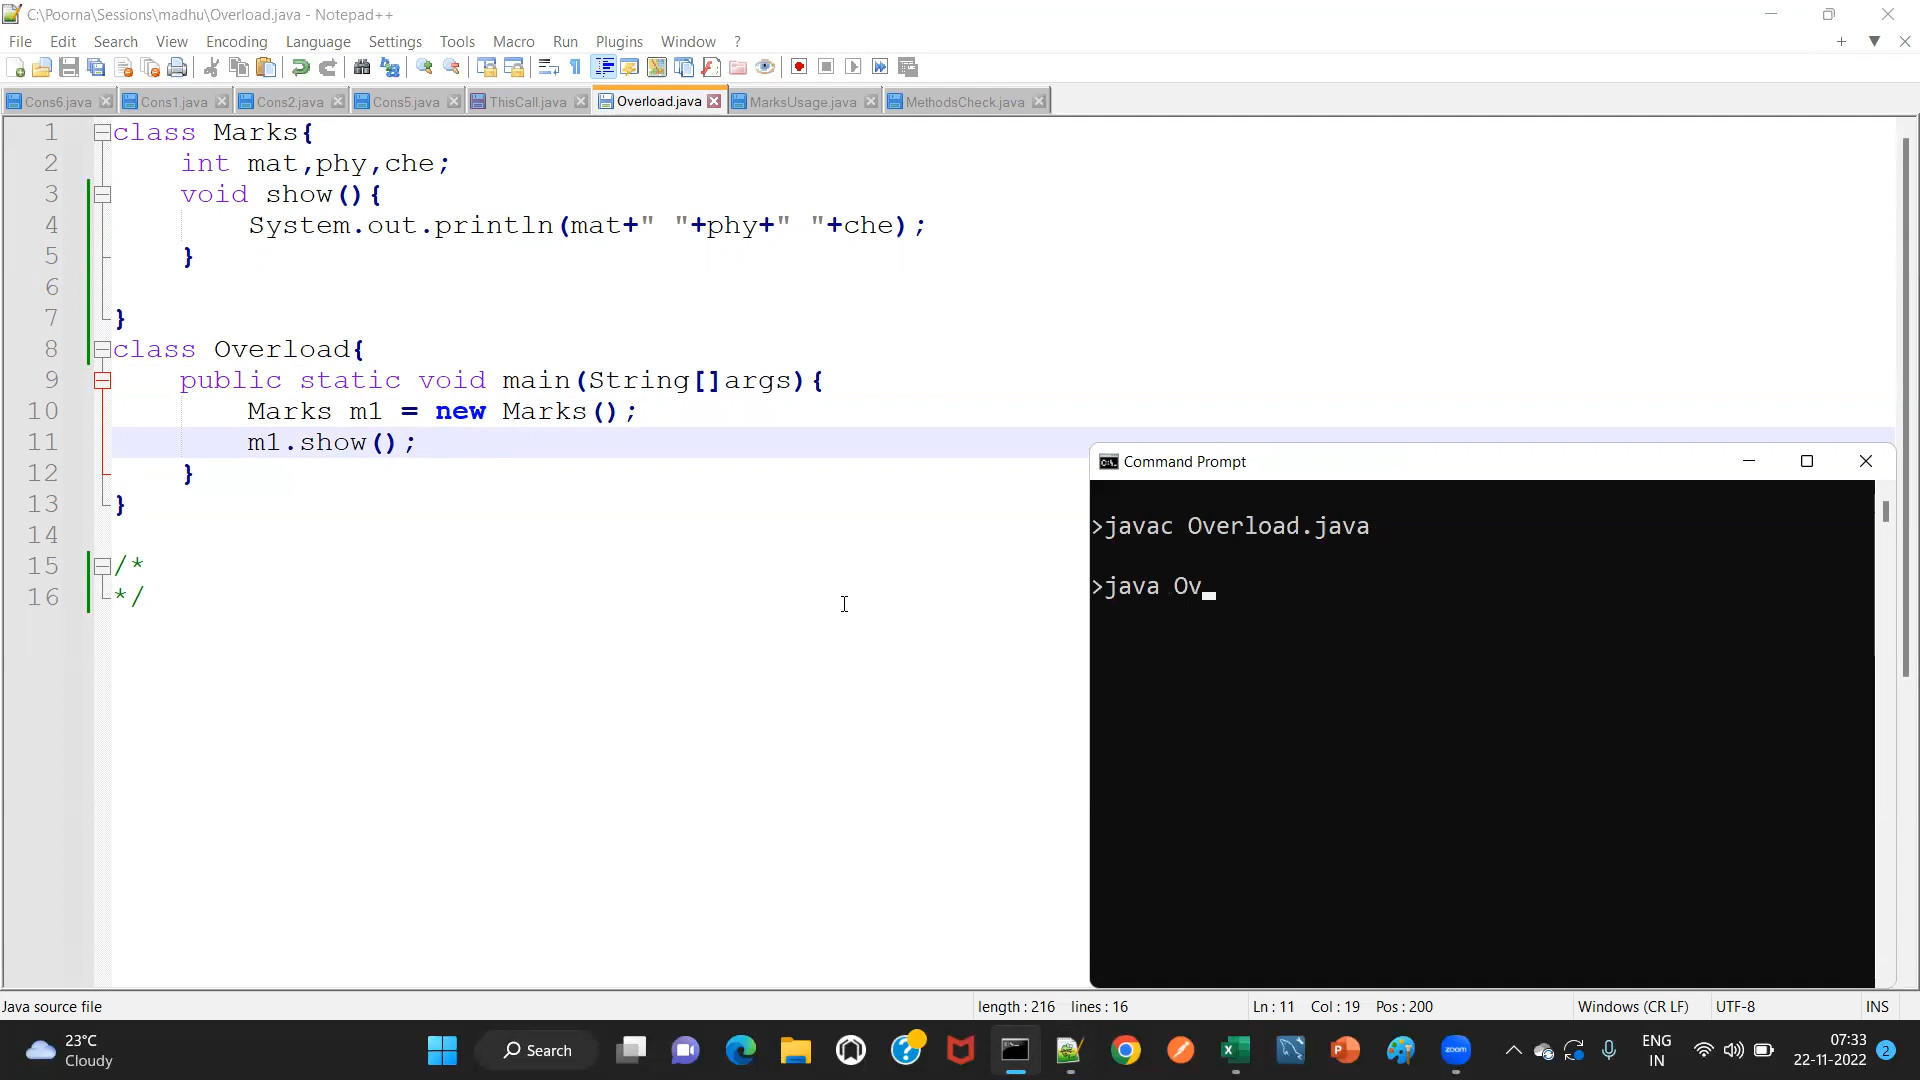 C:\Poorna\Sessions\madhu\Overload.java - Notepad++
File Edit Search View Encoding Language Settings Tools Macro Run Plugins Window ?
Cons6.java Cons1.java Cons2.java Cons5.java ThisCall.java Overload.java MarksUsage.java MethodsCheck.java
1 class Marks{
2 int mat,phy,che;
3 void show(){
4 System.out.println(mat+" "+phy+" "+che);
5 }
6
7 }
8 class Overload{
9 public static void main(String[]args){
10 Marks m1 = new Marks();
11 m1.show();
12 }
13 }
14
15 /*
16 */
Command Prompt
>javac Overload.java
>java Ov
Java source file length : 216 lines : 16 Ln : 11 Col : 19 Pos : 200 Windows (CR LF) UTF-8 INS
23°C
Cloudy
Search
zoom
ENG
IN
07:33
22-11-2022
2